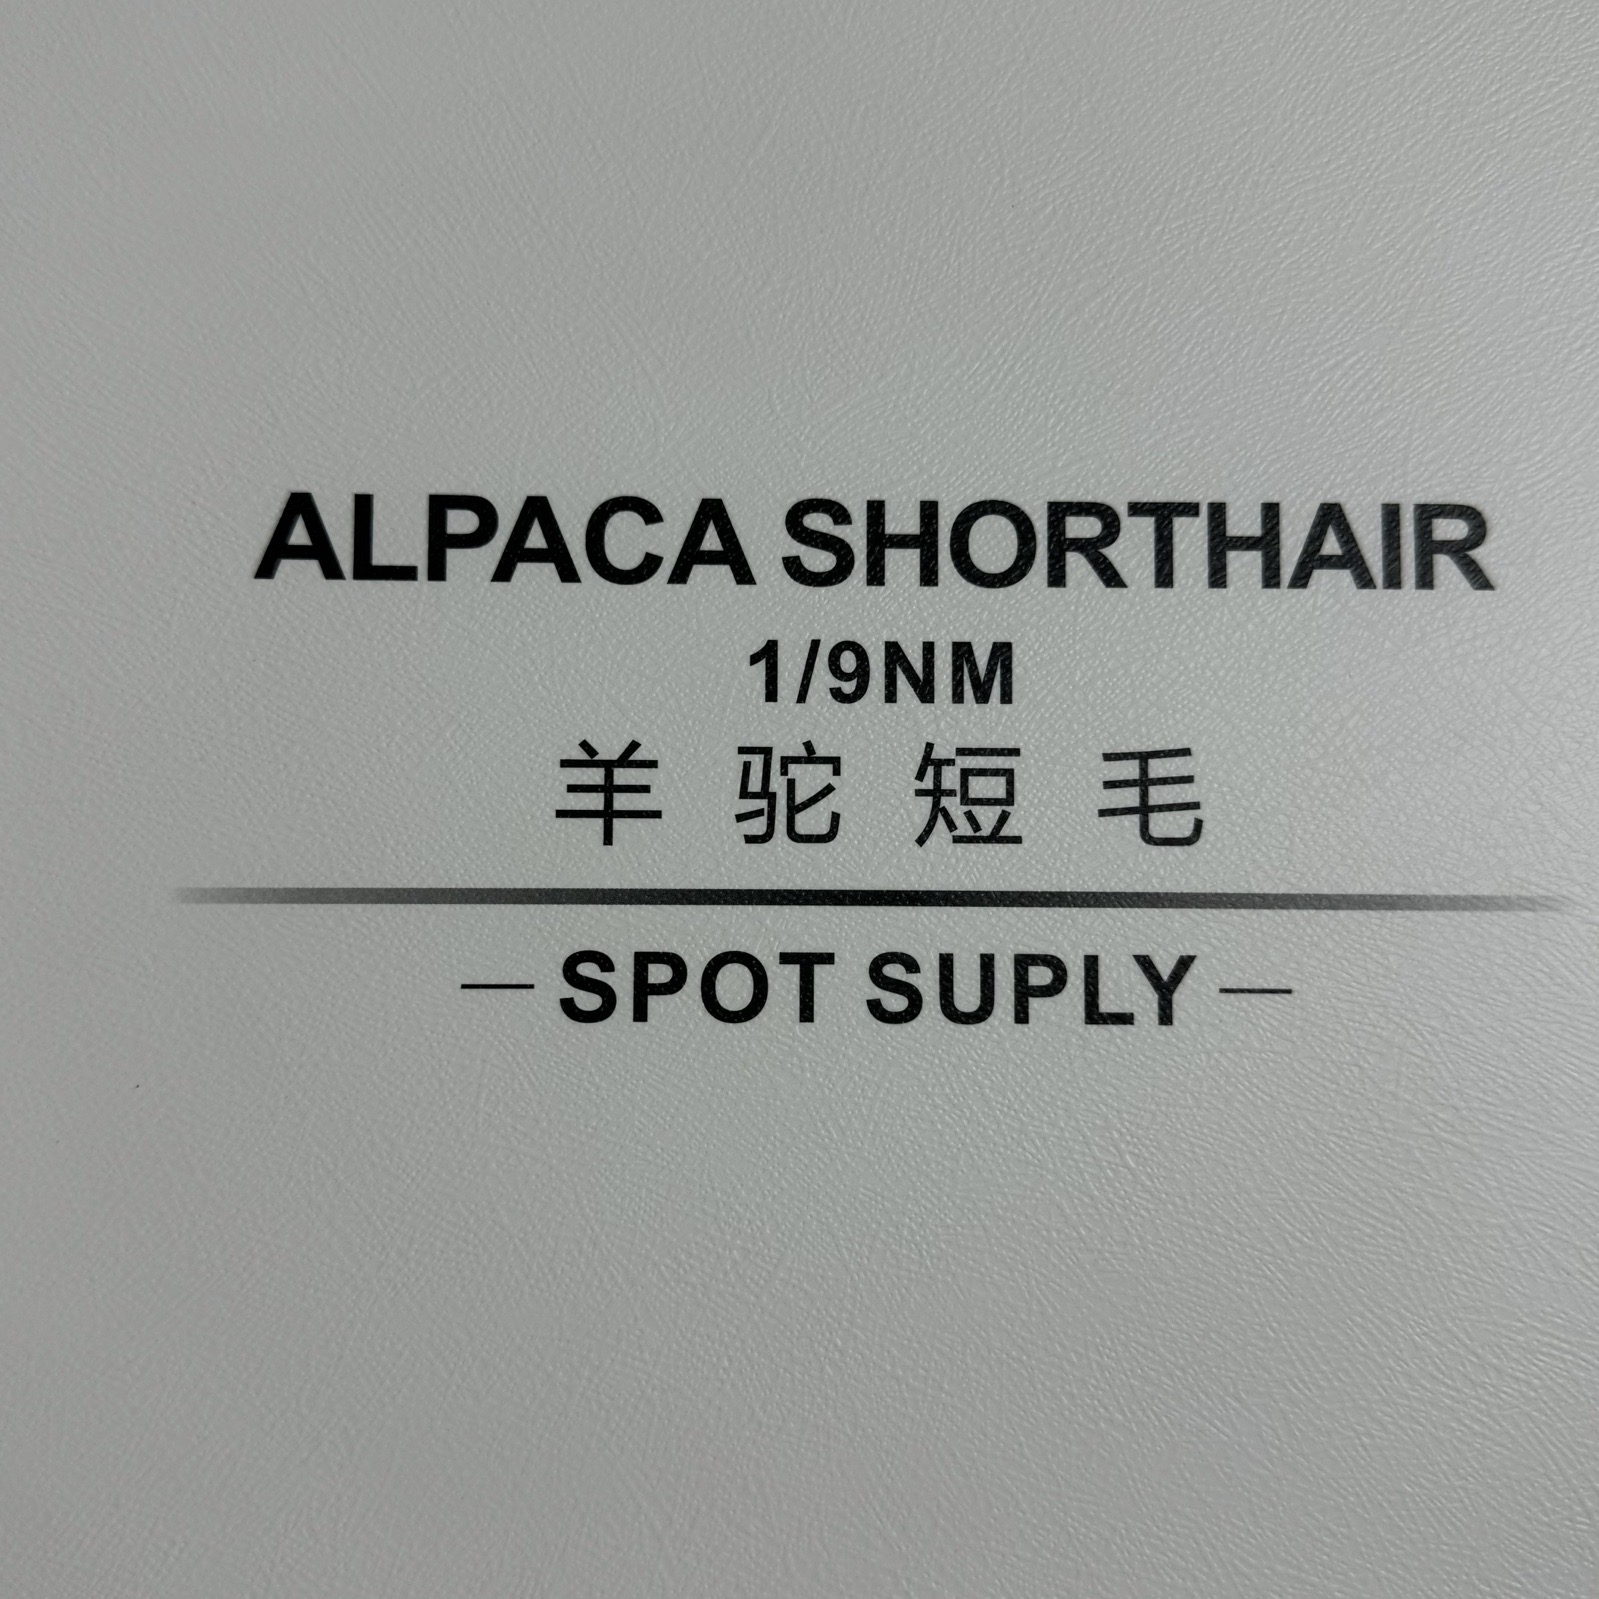 ALPACA SHORTHAIR
1/9NM
羊驼短毛
— SPOT SUPLY —